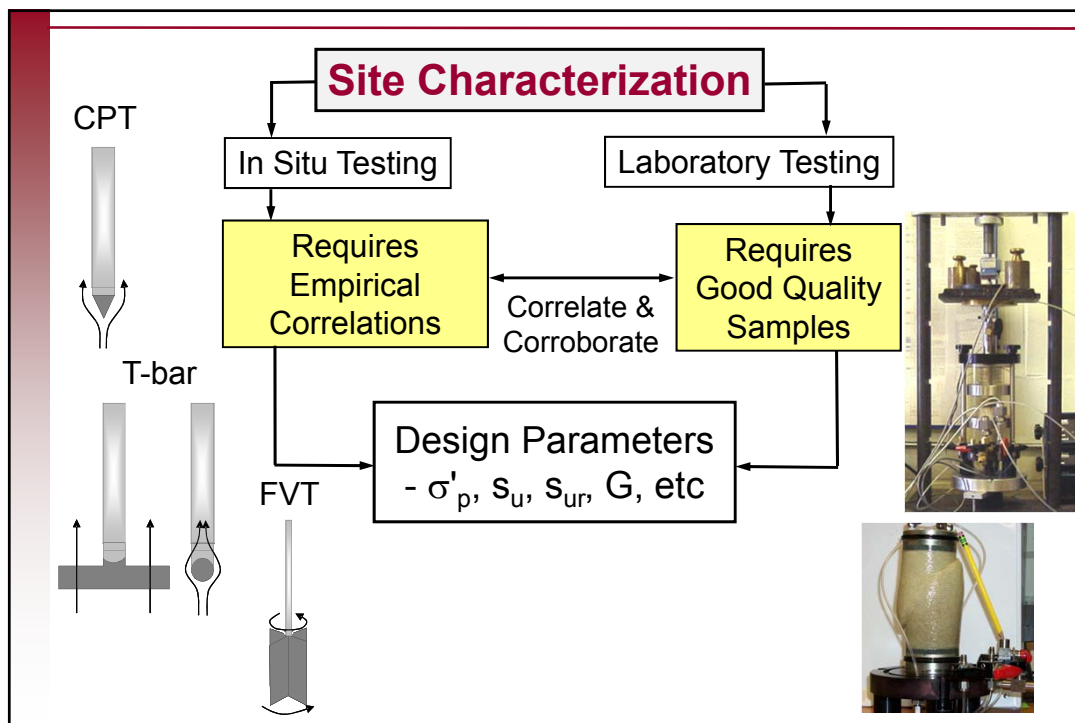 Site Characterization
CPT
In Situ Testing
Laboratory Testing
Requires
Empirical
Correlations
Correlate &
Corroborate
Requires
Good Quality
Samples
T-bar
Design Parameters
- σ'p, su, sur, G, etc
FVT